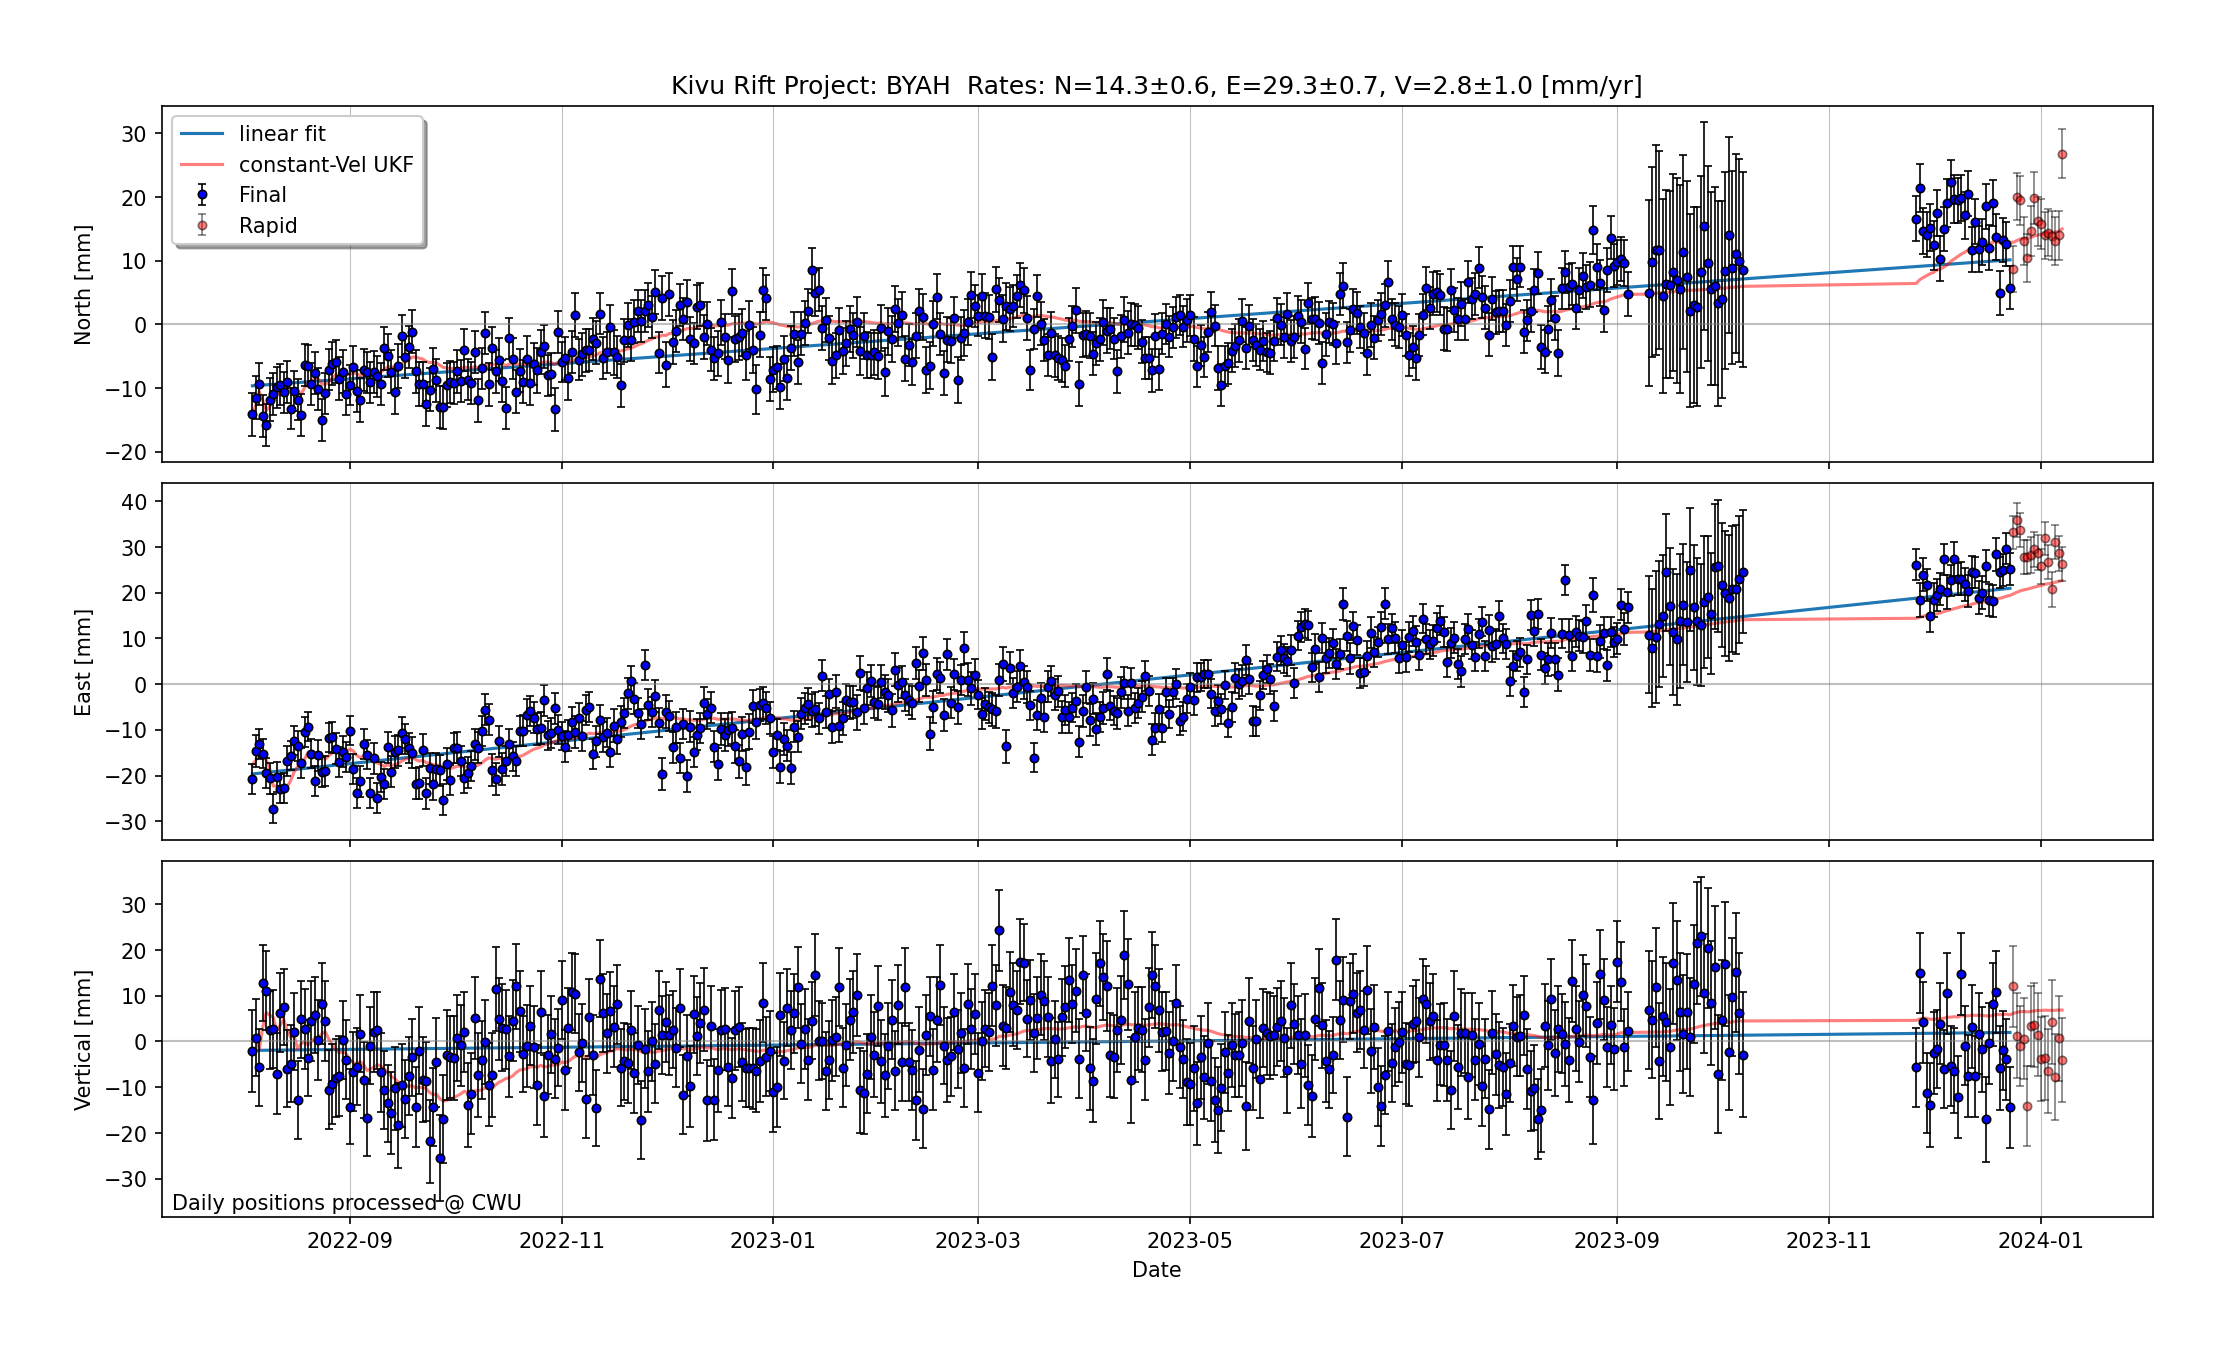 Kivu Rift Project: BYAH  Rates: N=14.3±0.6, E=29.3±0.7, V=2.8±1.0 [mm/yr]
linear fit
constant-Vel UKF
Final
Rapid
North [mm]
30
20
10
0
−10
−20
East [mm]
40
30
20
10
0
−10
−20
−30
Vertical [mm]
30
20
10
0
−10
−20
−30
Daily positions processed @ CWU
2022-09 2022-11 2023-01 2023-03 2023-05 2023-07 2023-09 2023-11 2024-01
Date